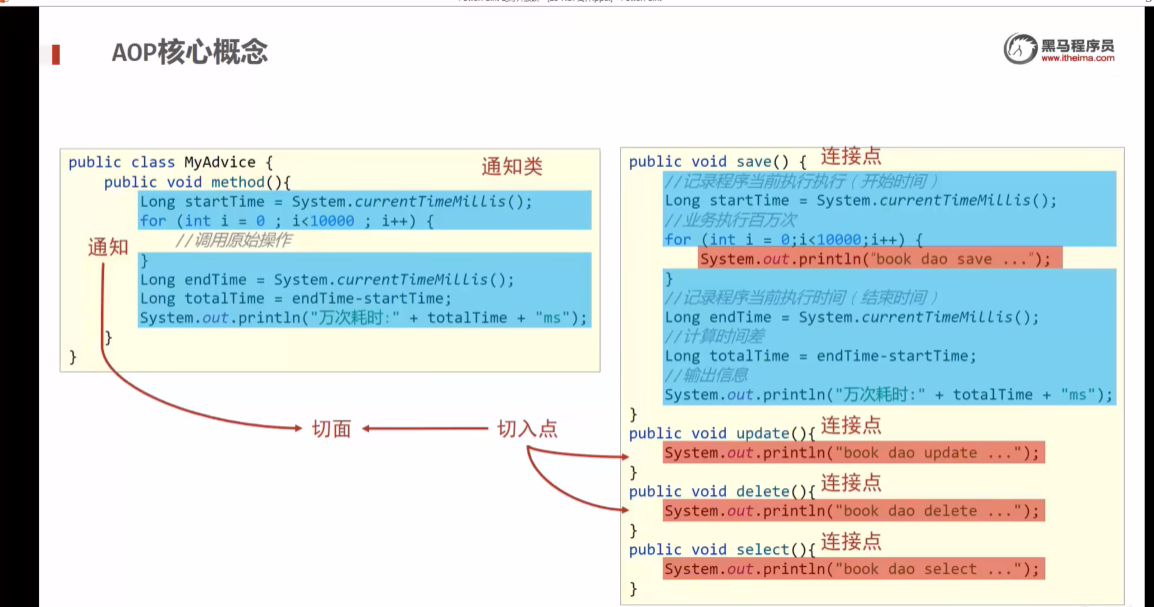 AOP核心概念
黑马程序员
www.itheima.com
public class MyAdvice {
通知类
public void method(){
Long startTime = System.currentTimeMillis();
for (int i = 0 ; i<10000 ; i++) {
//调用原始操作
}
Long endTime = System.currentTimeMillis();
Long totalTime = endTime-startTime;
System.out.println("万次耗时:" + totalTime + "ms");
}
}
通知
切面
切入点
public void save() {
连接点
//记录程序当前执行执行（开始时间）
Long startTime = System.currentTimeMillis();
//业务执行百万次
for (int i = 0;i<10000;i++) {
System.out.println("book dao save ...");
}
//记录程序当前执行时间（结束时间）
Long endTime = System.currentTimeMillis();
//计算时间差
Long totalTime = endTime-startTime;
//输出信息
System.out.println("万次耗时:" + totalTime + "ms");
}
public void update(){
连接点
System.out.println("book dao update ...");
}
public void delete(){
连接点
System.out.println("book dao delete ...");
}
public void select(){
连接点
System.out.println("book dao select ...");
}